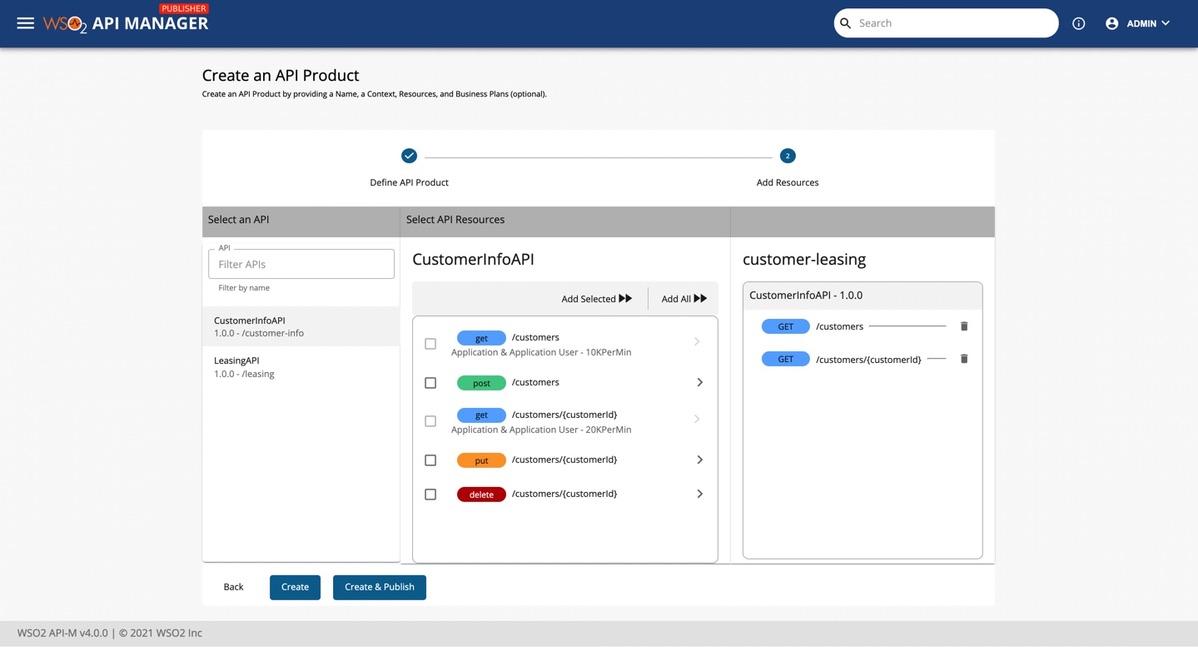 PUBLISHER
WSO2 API MANAGER
Search
ADMIN
Create an API Product
Create an API Product by providing a Name, a Context, Resources, and Business Plans (optional).
2
Define API Product
Add Resources
Select an API
Select API Resources
API
Filter APIs
Filter by name
CustomerInfoAPI
1.0.0 - /customer-info
LeasingAPI
1.0.0 - /leasing
CustomerInfoAPI
Add Selected
Add All
get /customers
Application & Application User - 10KPerMin
post /customers
get /customers/{customerId}
Application & Application User - 20KPerMin
put /customers/{customerId}
delete /customers/{customerId}
customer-leasing
CustomerInfoAPI - 1.0.0
GET /customers
GET /customers/{customerId}
Back
Create
Create & Publish
WSO2 API-M v4.0.0 | © 2021 WSO2 Inc